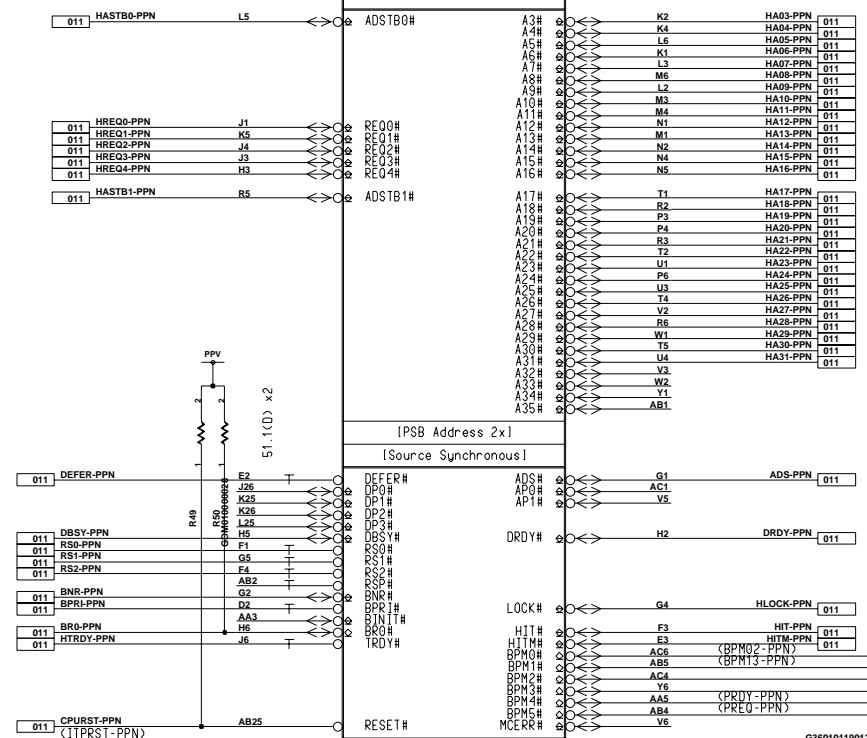 011 HASTB0-PPN L5 ADSTB0# A3# K2 HA03-PPN 011
A4# K4 HA04-PPN 011
A5# L6 HA05-PPN 011
A6# K1 HA06-PPN 011
A7# L3 HA07-PPN 011
A8# M6 HA08-PPN 011
A9# L2 HA09-PPN 011
A10# M3 HA10-PPN 011
A11# M4 HA11-PPN 011
011 HREQ0-PPN J1 REQ0# A12# N1 HA12-PPN 011
011 HREQ1-PPN K5 REQ1# A13# M1 HA13-PPN 011
011 HREQ2-PPN J4 REQ2# A14# N2 HA14-PPN 011
011 HREQ3-PPN J3 REQ3# A15# N4 HA15-PPN 011
011 HREQ4-PPN H3 REQ4# A16# N5 HA16-PPN 011
011 HASTB1-PPN R5 ADSTB1# A17# T1 HA17-PPN 011
A18# R2 HA18-PPN 011
A19# P3 HA19-PPN 011
A20# P4 HA20-PPN 011
A21# R3 HA21-PPN 011
A22# T2 HA22-PPN 011
A23# U1 HA23-PPN 011
A24# P6 HA24-PPN 011
A25# U3 HA25-PPN 011
A26# T4 HA26-PPN 011
A27# V2 HA27-PPN 011
A28# R6 HA28-PPN 011
A29# W1 HA29-PPN 011
A30# T5 HA30-PPN 011
A31# U4 HA31-PPN 011
A32# V3
A33# W2
A34# Y1
A35# AB1
PPV
2 2
51.1(D) x2
1 1
R49
R50
[PSB Address 2x]
[Source Synchronous]
011 DEFER-PPN E2 DEFER# ADS# G1 ADS-PPN 011
J26 DP0# AP0# AC1
K25 DP1# AP1# V5
K26 DP2#
L25 DP3#
011 DBSY-PPN H5 DBSY# DRDY# H2 DRDY-PPN 011
011 RS0-PPN F1 RS0#
011 RS1-PPN G5 RS1#
011 RS2-PPN F4 RS2#
AB2 RSP#
011 BNR-PPN G2 BNR#
011 BPRI-PPN D2 BPRI# LOCK# G4 HLOCK-PPN 011
AA3 BINIT#
011 BR0-PPN H6 BR0# HIT# F3 HIT-PPN 011
011 HTRDY-PPN J6 TRDY# HITM# E3 HITM-PPN 011
BPM0# AC6 (BPM02-PPN)
BPM1# AB5 (BPM13-PPN)
BPM2# AC4
BPM3# Y6
BPM4# AA5 (PRDY-PPN)
BPM5# AB4 (PREQ-PPN)
011 CPURST-PPN AB25 RESET# MCERR# V6
(ITPRST-PPN)